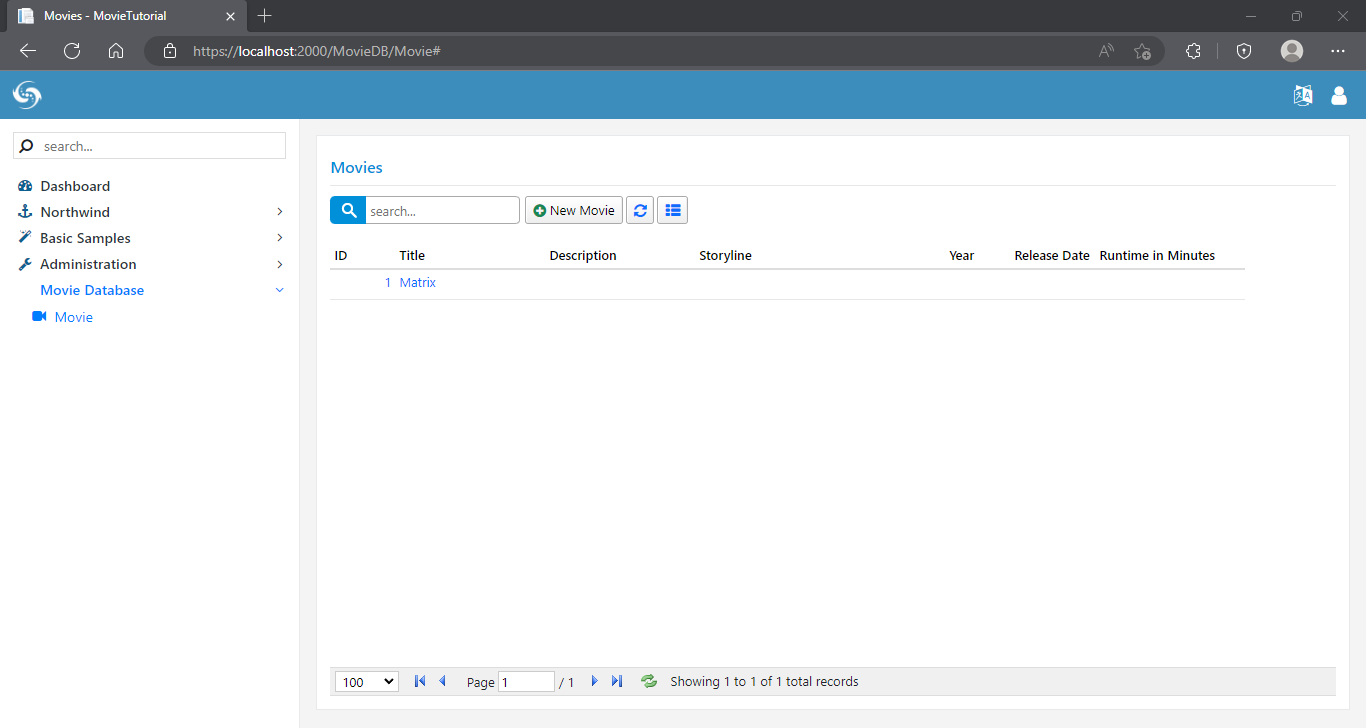 Movies - MovieTutorial
https://localhost:2000/MovieDB/Movie#
search...
Dashboard
Northwind
Basic Samples
Administration
Movie Database
Movie
Movies
search...
New Movie
ID Title Description Storyline Year Release Date Runtime in Minutes
1 Matrix
100 Page 1 / 1 Showing 1 to 1 of 1 total records